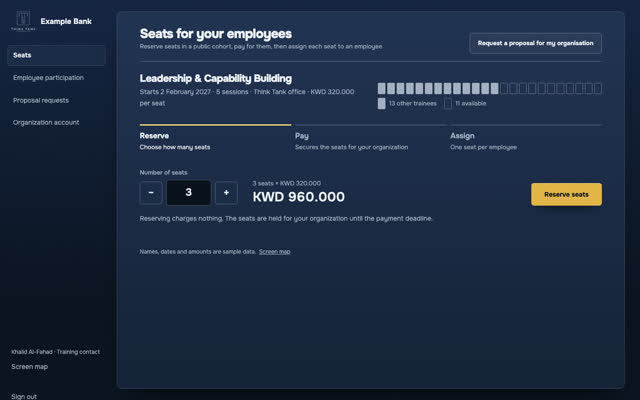 THINK TANK
Example Bank
Seats
Employee participation
Proposal requests
Organization account
Khalid Al-Fahad · Training contact
Screen map
Sign out
Seats for your employees
Reserve seats in a public cohort, pay for them, then assign each seat to an employee
Request a proposal for my organisation
Leadership & Capability Building
Starts 2 February 2027 · 5 sessions · Think Tank office · KWD 320.000
per seat
13 other trainees
11 available
Reserve
Choose how many seats
Pay
Secures the seats for your organization
Assign
One seat per employee
Number of seats
−
3
+
3 seats × KWD 320.000
KWD 960.000
Reserve seats
Reserving charges nothing. The seats are held for your organization until the payment deadline.
Names, dates and amounts are sample data. Screen map